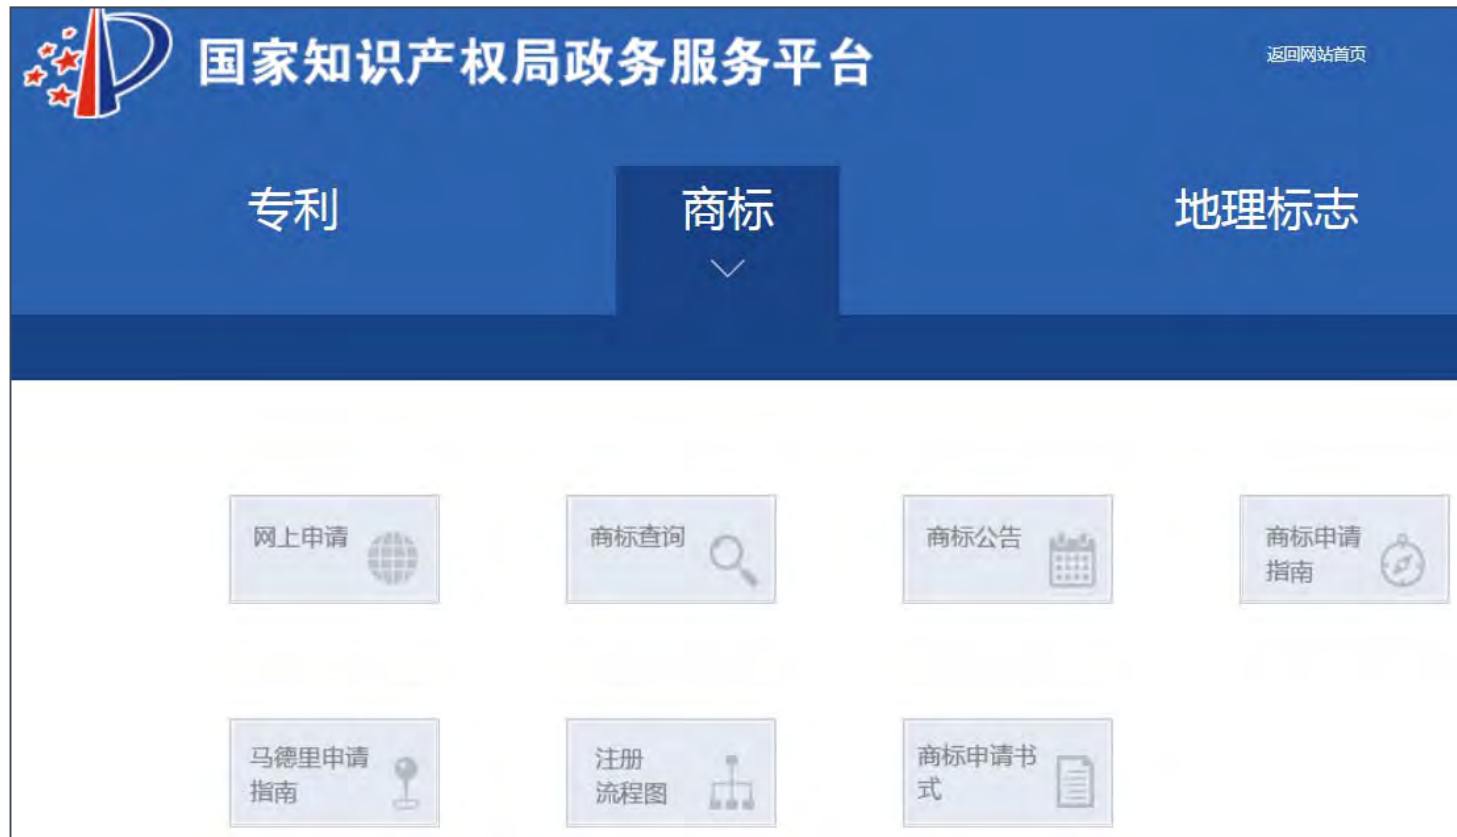 国家知识产权局政务服务平台
返回网站首页
专利
商标
地理标志
网上申请
商标查询
商标公告
商标申请
指南
马德里申请
指南
注册
流程图
商标申请书
式